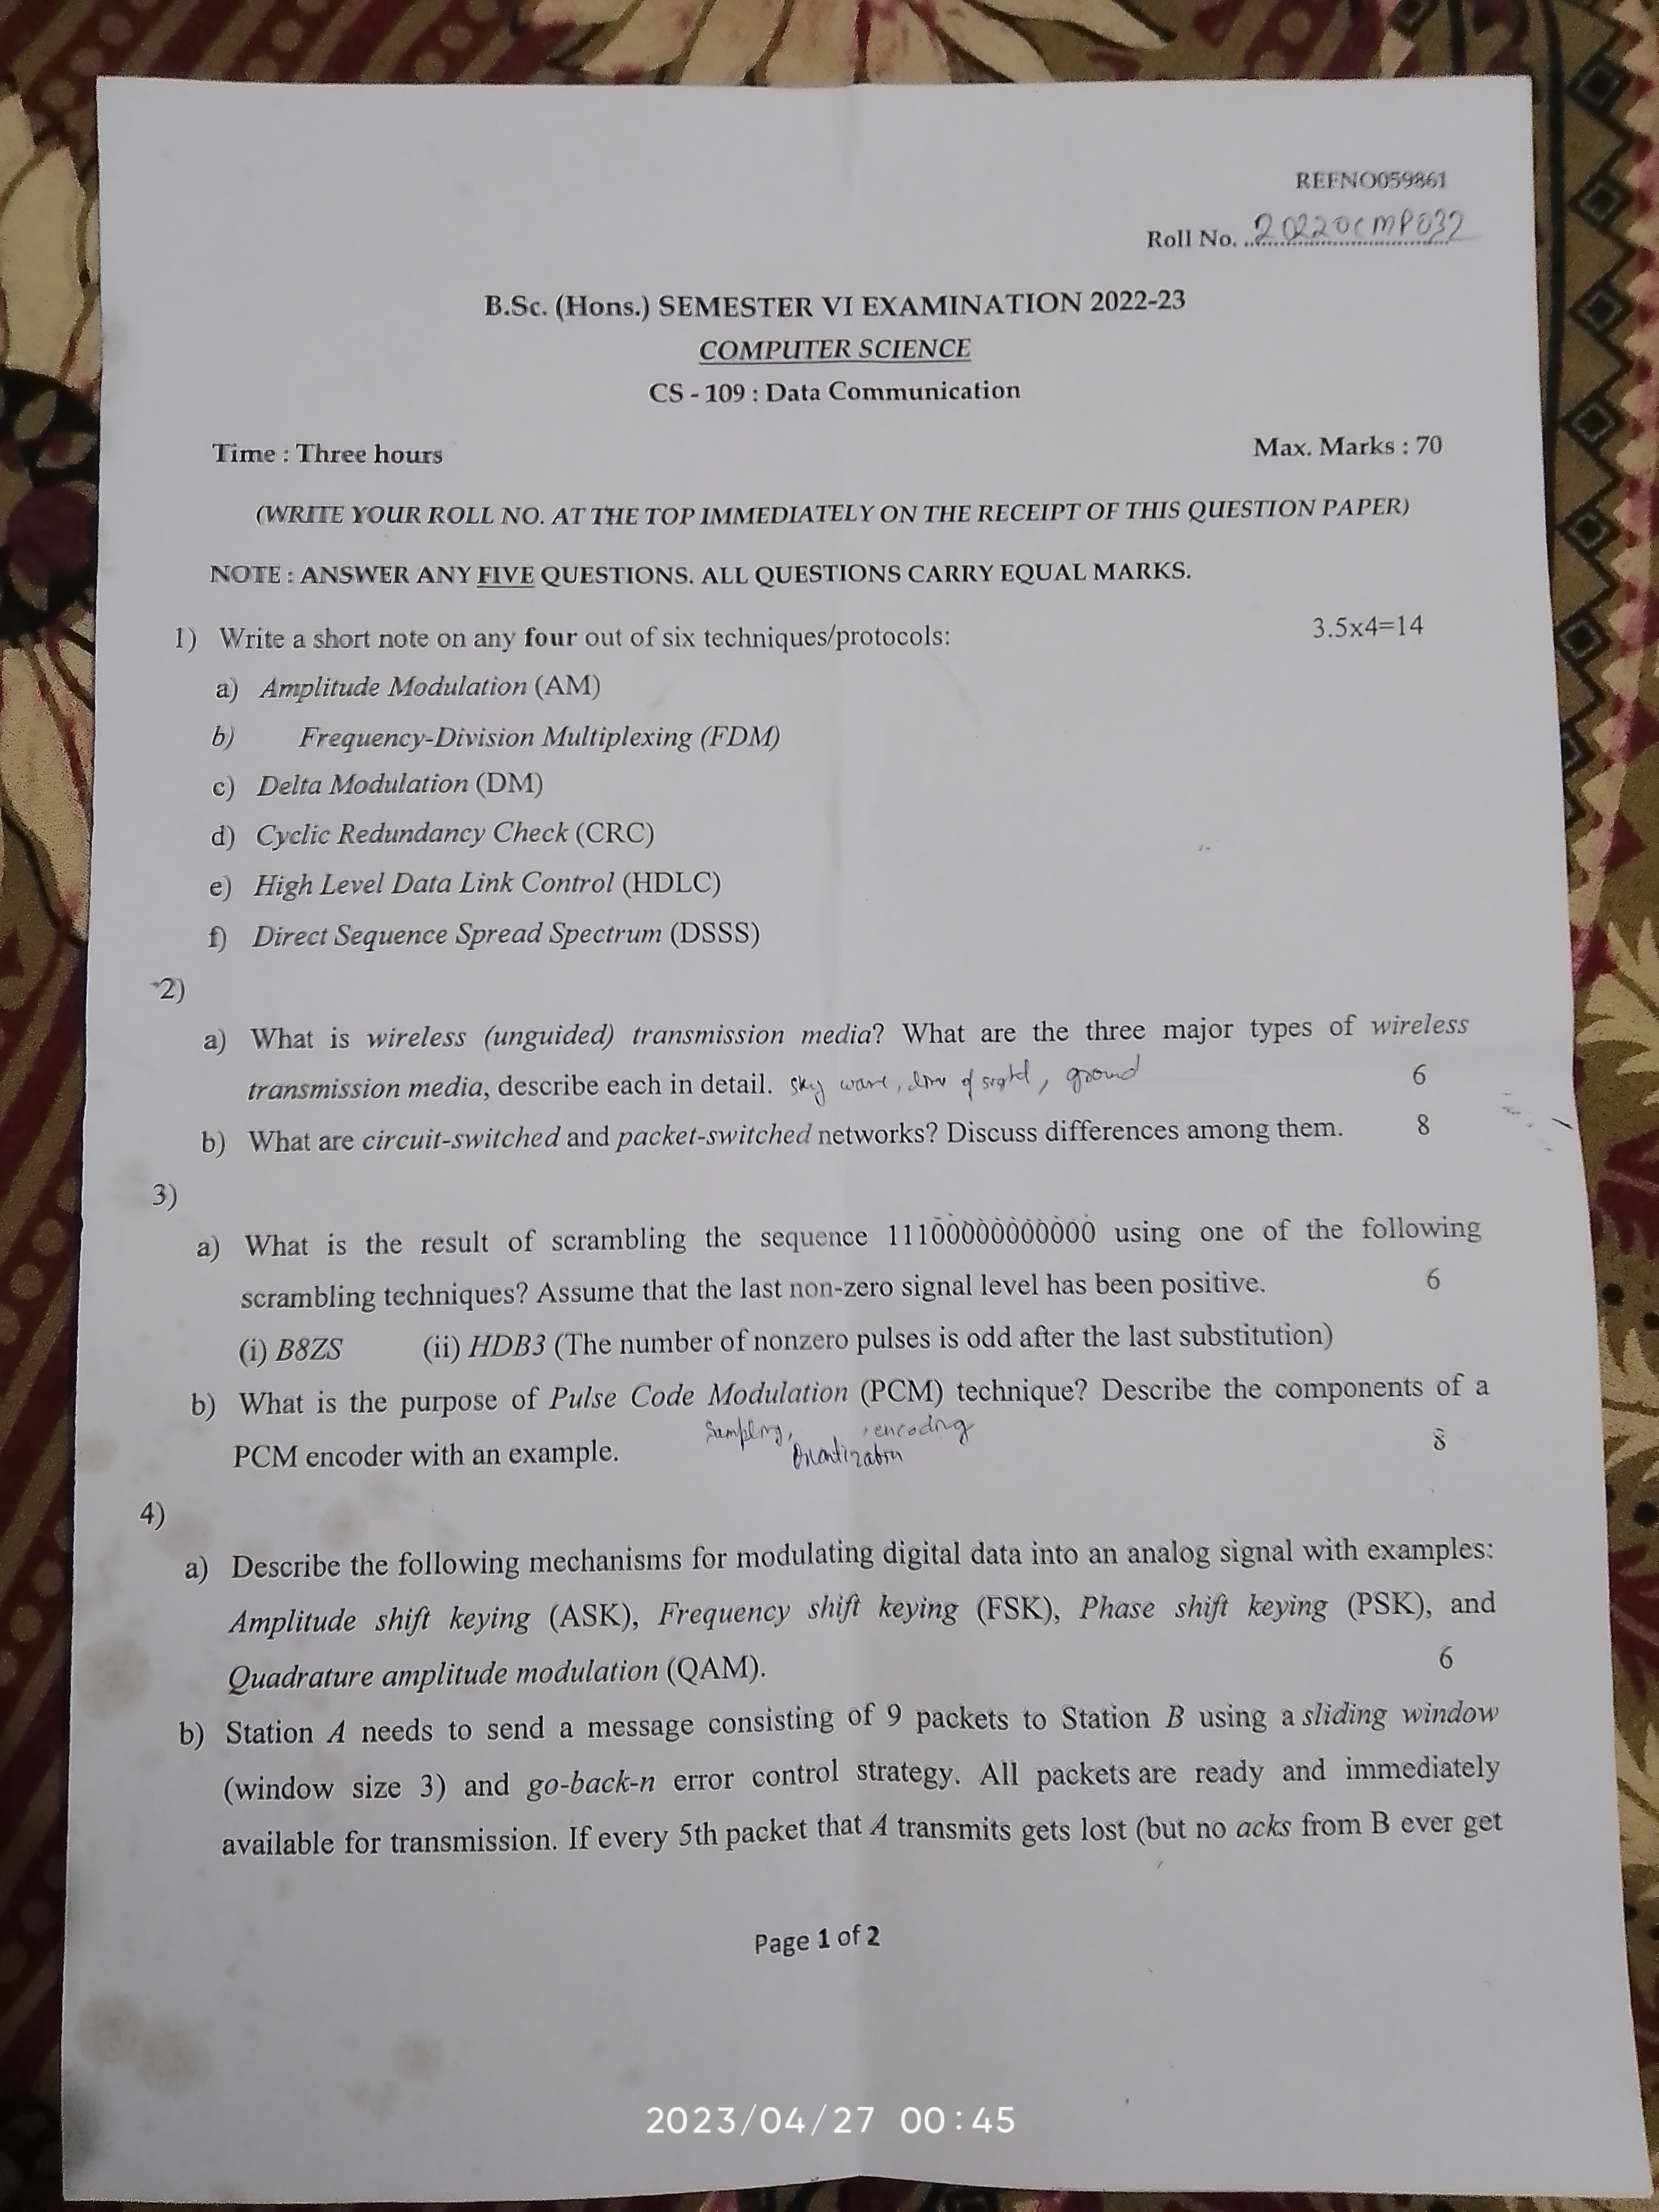 REFNO059861
Roll No. 20220CMP032
B.Sc. (Hons.) SEMESTER VI EXAMINATION 2022-23
COMPUTER SCIENCE
CS - 109 : Data Communication
Time : Three hours
Max. Marks : 70
(WRITE YOUR ROLL NO. AT THE TOP IMMEDIATELY ON THE RECEIPT OF THIS QUESTION PAPER)
NOTE : ANSWER ANY FIVE QUESTIONS. ALL QUESTIONS CARRY EQUAL MARKS.
1) Write a short note on any four out of six techniques/protocols: 3.5x4=14
a) Amplitude Modulation (AM)
b) Frequency-Division Multiplexing (FDM)
c) Delta Modulation (DM)
d) Cyclic Redundancy Check (CRC)
e) High Level Data Link Control (HDLC)
f) Direct Sequence Spread Spectrum (DSSS)
2)
a) What is wireless (unguided) transmission media? What are the three major types of wireless
transmission media, describe each in detail. sky wave, line of sight, ground 6
b) What are circuit-switched and packet-switched networks? Discuss differences among them. 8
3)
a) What is the result of scrambling the sequence 11100000000000 using one of the following
scrambling techniques? Assume that the last non-zero signal level has been positive. 6
(i) B8ZS (ii) HDB3 (The number of nonzero pulses is odd after the last substitution)
b) What is the purpose of Pulse Code Modulation (PCM) technique? Describe the components of a
Sampling, , encoding
PCM encoder with an example. Quantization 8
4)
a) Describe the following mechanisms for modulating digital data into an analog signal with examples:
Amplitude shift keying (ASK), Frequency shift keying (FSK), Phase shift keying (PSK), and
Quadrature amplitude modulation (QAM). 6
b) Station A needs to send a message consisting of 9 packets to Station B using a sliding window
(window size 3) and go-back-n error control strategy. All packets are ready and immediately
available for transmission. If every 5th packet that A transmits gets lost (but no acks from B ever get
Page 1 of 2
2023/04/27 00:45